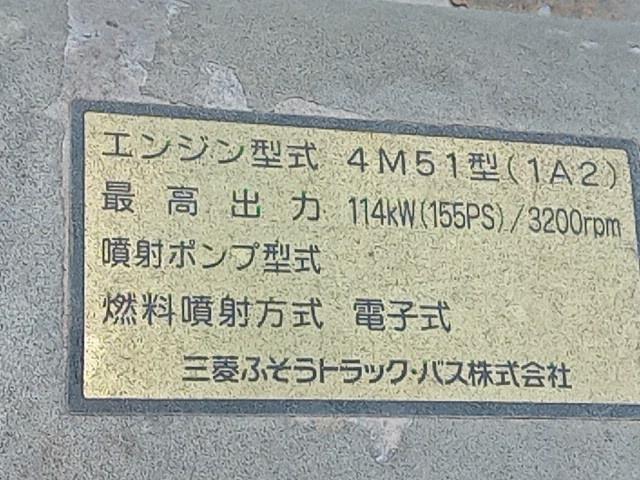 エンジン型式 4M51型(1A2)
最高出力 114kW(155PS)/3200rpm
噴射ポンプ型式
燃料噴射方式 電子式
三菱ふそうトラック・バス株式会社